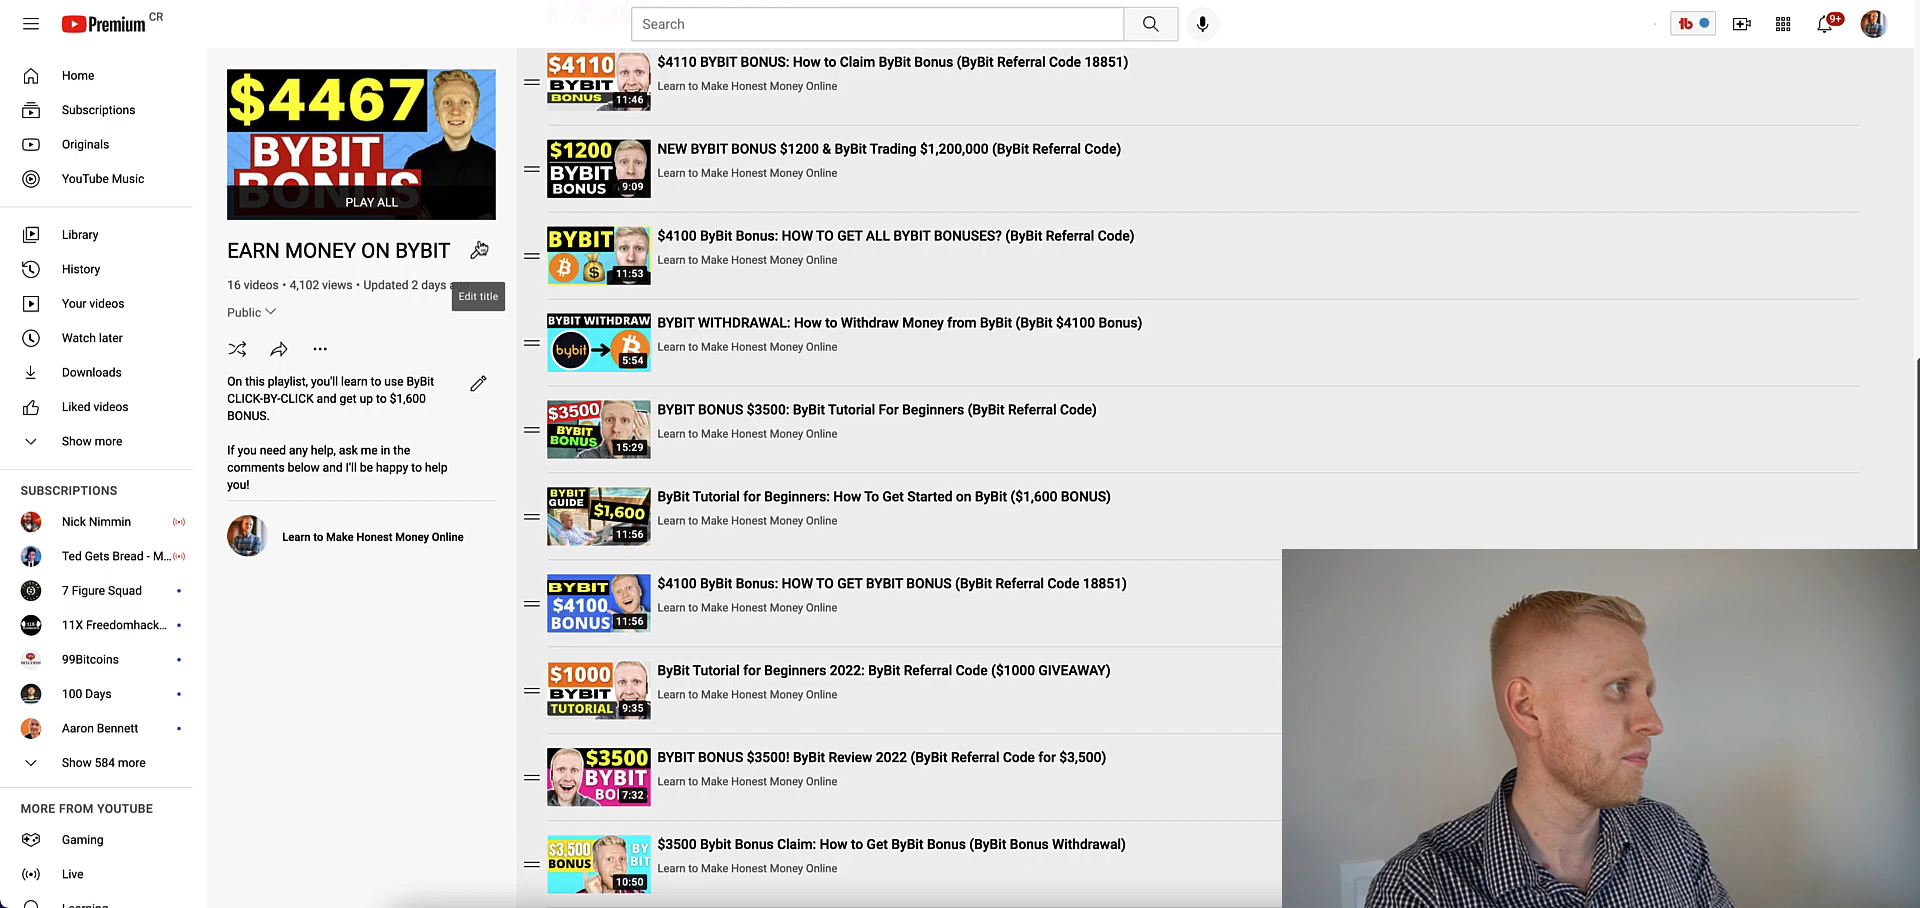 Premium CR
Search
9+
Home
Subscriptions
Originals
YouTube Music
Library
History
Your videos
Watch later
Downloads
Liked videos
Show more
SUBSCRIPTIONS
Nick Nimmin
Ted Gets Bread - M...
7 Figure Squad
11X Freedomhack...
99Bitcoins
100 Days
Aaron Bennett
Show 584 more
MORE FROM YOUTUBE
Gaming
Live
Learning
$4467
BYBIT
BONUS
PLAY ALL
EARN MONEY ON BYBIT
16 videos • 4,102 views • Updated 2 days ago
Edit title
Public
On this playlist, you'll learn to use ByBit
CLICK-BY-CLICK and get up to $1,600
BONUS.
If you need any help, ask me in the
comments below and I'll be happy to help
you!
Learn to Make Honest Money Online
$4110
BYBIT
BONUS
11:46
$4110 BYBIT BONUS: How to Claim ByBit Bonus (ByBit Referral Code 18851)
Learn to Make Honest Money Online
$1200
BYBIT
BONUS
9:09
NEW BYBIT BONUS $1200 & ByBit Trading $1,200,000 (ByBit Referral Code)
Learn to Make Honest Money Online
BYBIT
11:53
$4100 ByBit Bonus: HOW TO GET ALL BYBIT BONUSES? (ByBit Referral Code)
Learn to Make Honest Money Online
BYBIT WITHDRAW
bybit
5:54
BYBIT WITHDRAWAL: How to Withdraw Money from ByBit (ByBit $4100 Bonus)
Learn to Make Honest Money Online
$3500
BYBIT
BONUS
15:29
BYBIT BONUS $3500: ByBit Tutorial For Beginners (ByBit Referral Code)
Learn to Make Honest Money Online
BYBIT
GUIDE
$1,600
11:56
ByBit Tutorial for Beginners: How To Get Started on ByBit ($1,600 BONUS)
Learn to Make Honest Money Online
BYBIT
$4100
BONUS
11:56
$4100 ByBit Bonus: HOW TO GET BYBIT BONUS (ByBit Referral Code 18851)
Learn to Make Honest Money Online
$1000
BYBIT
TUTORIAL
9:35
ByBit Tutorial for Beginners 2022: ByBit Referral Code ($1000 GIVEAWAY)
Learn to Make Honest Money Online
$3500
BYBIT
BO
7:32
BYBIT BONUS $3500! ByBit Review 2022 (ByBit Referral Code for $3,500)
Learn to Make Honest Money Online
$3,500
BONUS
BY
BIT
10:50
$3500 Bybit Bonus Claim: How to Get ByBit Bonus (ByBit Bonus Withdrawal)
Learn to Make Honest Money Online